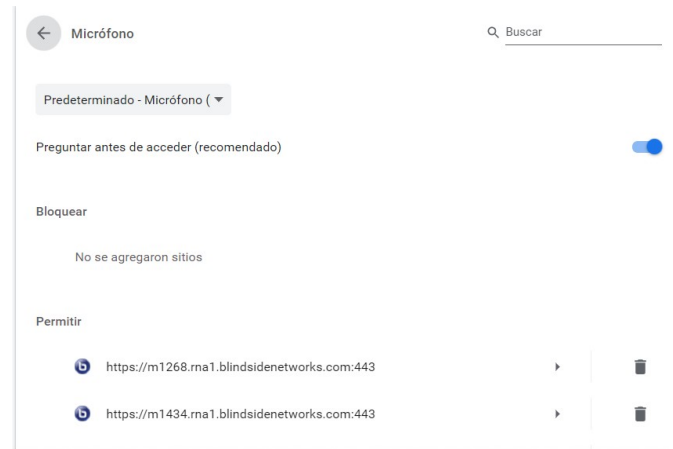 Micrófono
Buscar
Predeterminado - Micrófono (
Preguntar antes de acceder (recomendado)
Bloquear
No se agregaron sitios
Permitir
https://m1268.rna1.blindsidenetworks.com:443
https://m1434.rna1.blindsidenetworks.com:443